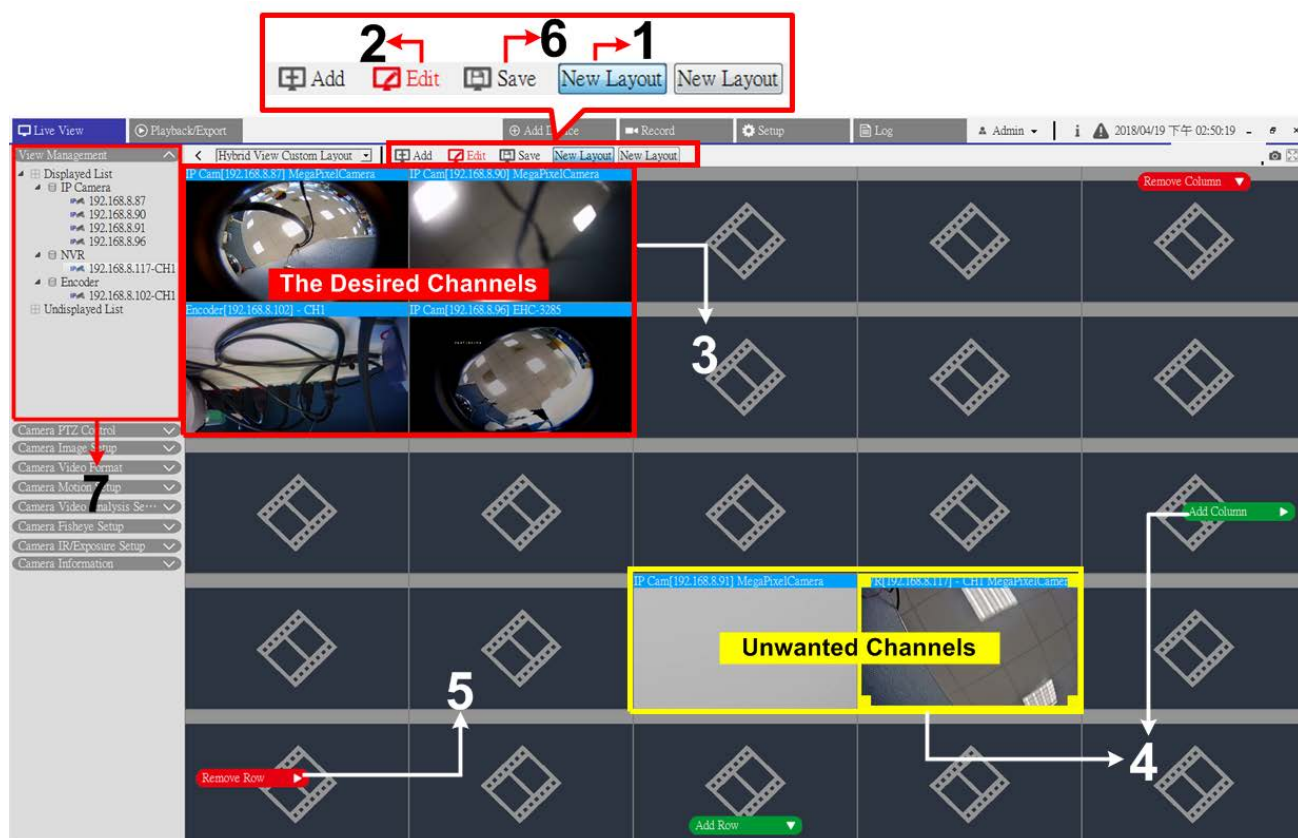 2 6 1
Add Edit Save New Layout New Layout
Live View Playback/Export Add Device Record Setup Log Admin i 2018/04/19 下午 02:50:19
View Management
Hybrid View Custom Layout Add Edit Save New Layout New Layout
Displayed List
IP Camera
192.168.8.87
192.168.8.90
192.168.8.91
192.168.8.96
NVR
192.168.8.117-CH1
Encoder
192.168.8.102-CH1
Undisplayed List
IP Cam[192.168.8.87] MegaPixelCamera IP Cam[192.168.8.90] MegaPixelCamera
Remove Column
The Desired Channels
Encoder[192.168.8.102] - CH1 IP Cam[192.168.8.96] EHC-3285
3
Camera PTZ Control
Camera Image Setup
Camera Video Format
Camera Motion Setup
7
Camera Video Analysis Se⋯
Camera Fisheye Setup
Camera IR/Exposure Setup
Camera Information
Add Column
IP Cam[192.168.8.91] MegaPixelCamera VR[192.168.8.117] - CH1 MegaPixelCamer
Unwanted Channels
5
4
Remove Row
Add Row